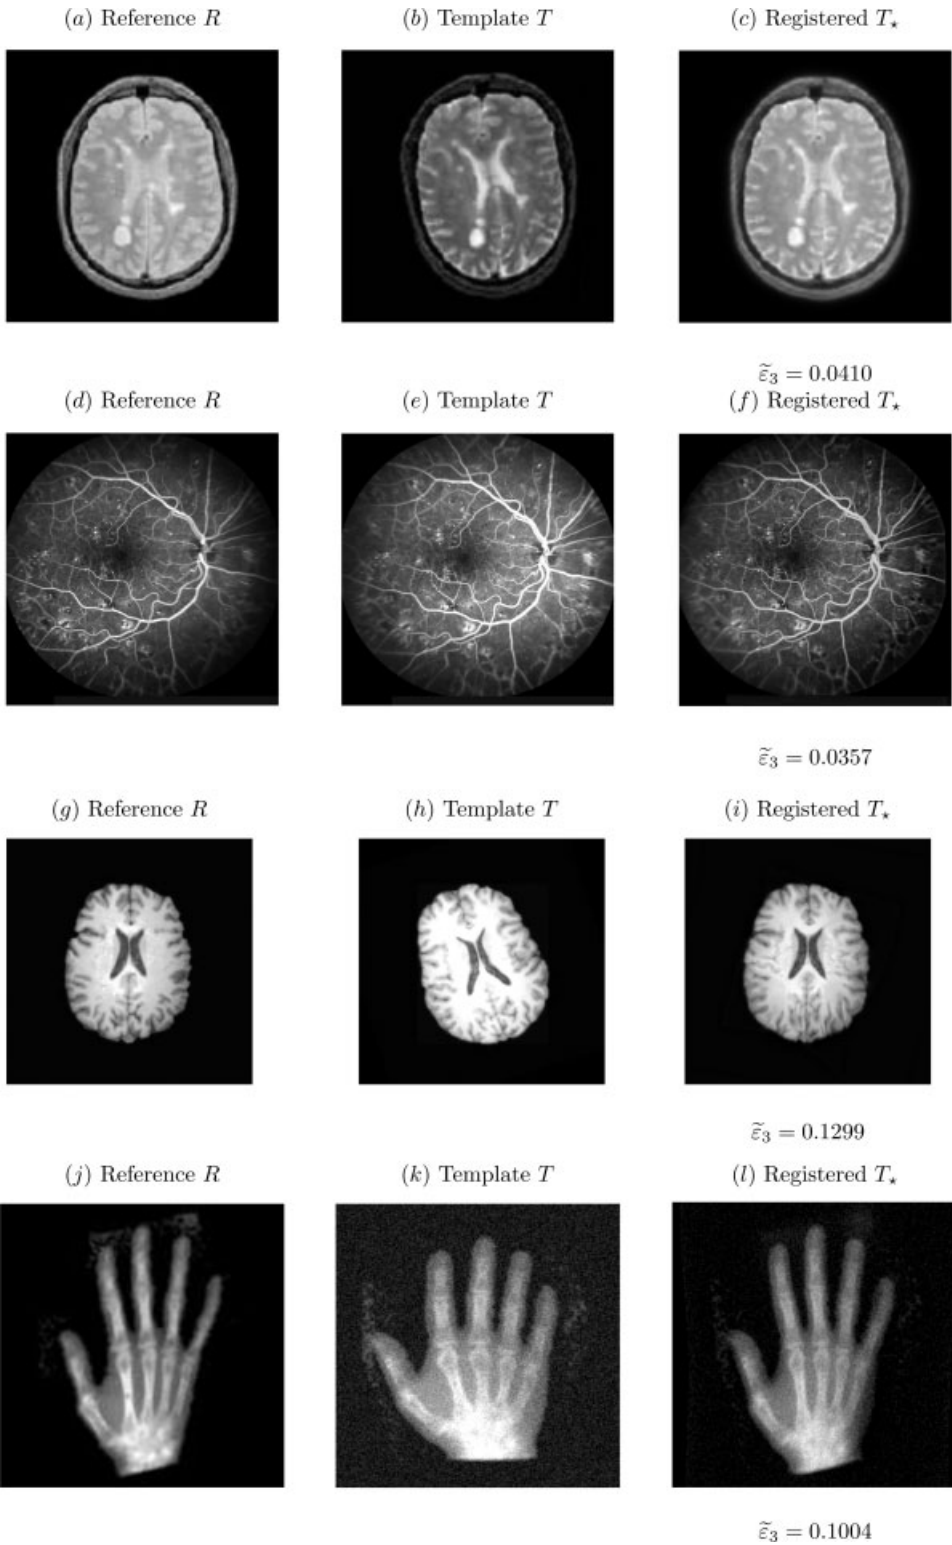 (a) Reference R (b) Template T (c) Registered T⋆
ε̃₃ = 0.0410
(d) Reference R (e) Template T (f) Registered T⋆
ε̃₃ = 0.0357
(g) Reference R (h) Template T (i) Registered T⋆
ε̃₃ = 0.1299
(j) Reference R (k) Template T (l) Registered T⋆
ε̃₃ = 0.1004